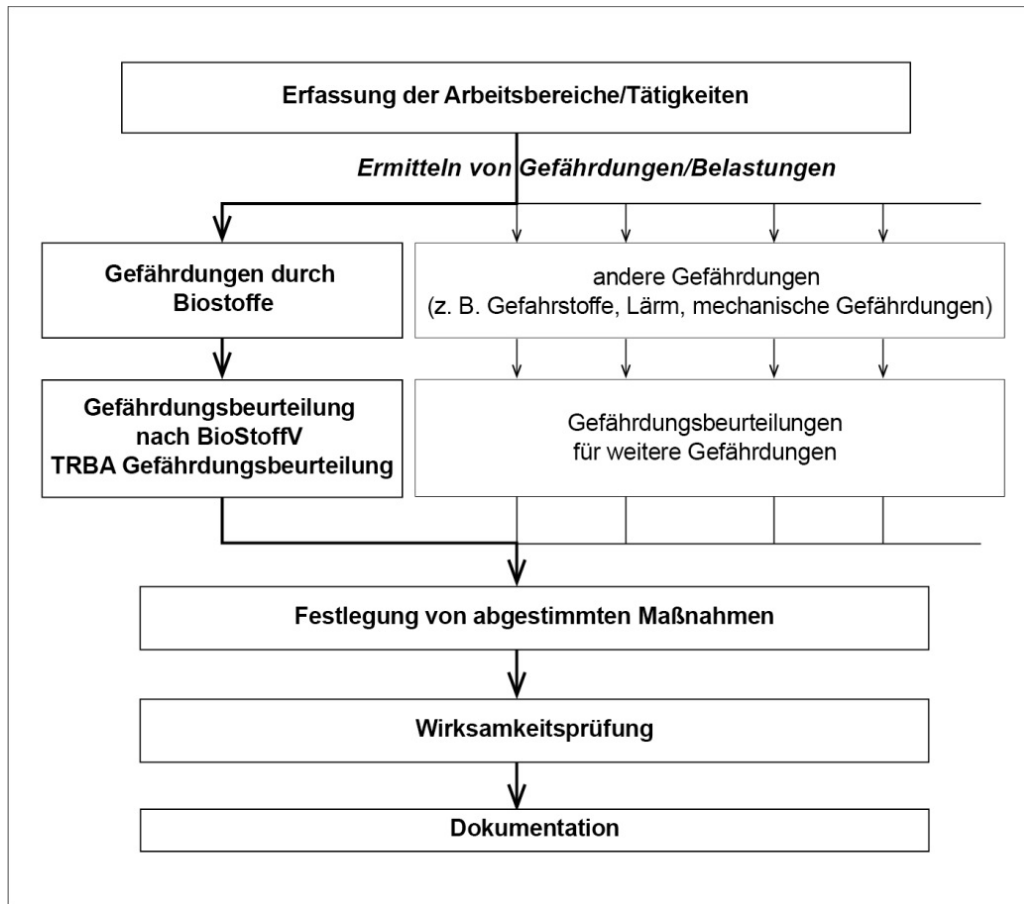 Erfassung der Arbeitsbereiche/Tätigkeiten
Ermitteln von Gefährdungen/Belastungen
Gefährdungen durch
Biostoffe
andere Gefährdungen
(z. B. Gefahrstoffe, Lärm, mechanische Gefährdungen)
Gefährdungsbeurteilung
nach BioStoffV
TRBA Gefährdungsbeurteilung
Gefährdungsbeurteilungen
für weitere Gefährdungen
Festlegung von abgestimmten Maßnahmen
Wirksamkeitsprüfung
Dokumentation